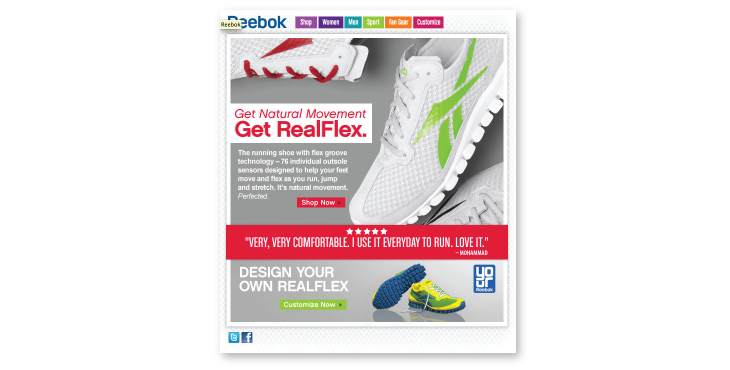 Reebok
Reebok
Shop Women Men Sport Fan Gear Customize
Get Natural Movement
Get RealFlex.
The running shoe with flex groove
technology – 76 individual outsole
sensors designed to help your feet
move and flex as you run, jump
and stretch. It's natural movement.
Perfected.
Shop Now >
"VERY, VERY COMFORTABLE. I USE IT EVERYDAY TO RUN. LOVE IT."
– MOHAMMAD
DESIGN YOUR
OWN REALFLEX
Customize Now >
your
Reebok